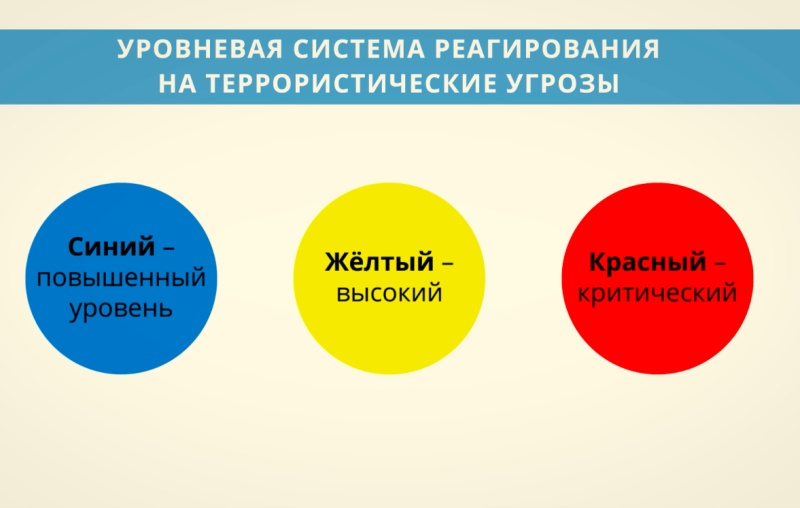 УРОВНЕВАЯ СИСТЕМА РЕАГИРОВАНИЯ
НА ТЕРРОРИСТИЧЕСКИЕ УГРОЗЫ
Синий –
повышенный
уровень
Жёлтый –
высокий
Красный –
критический